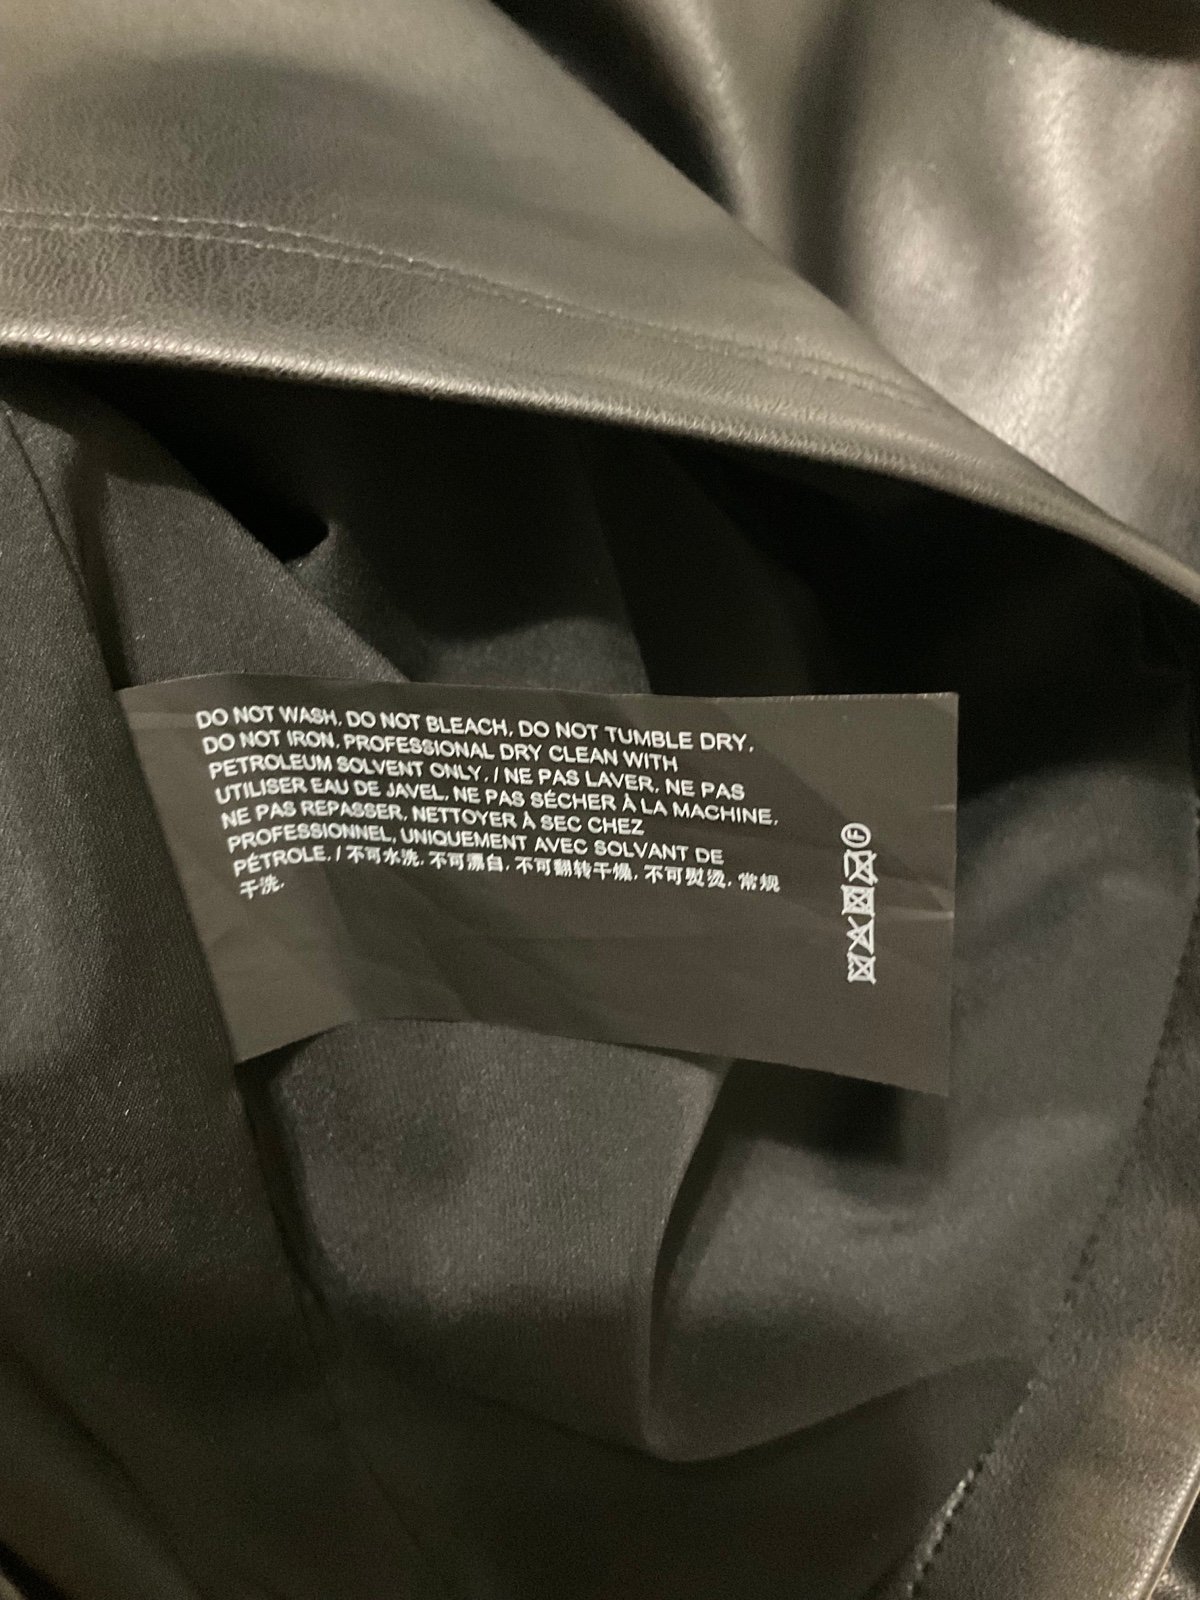 DO NOT WASH, DO NOT BLEACH, DO NOT TUMBLE DRY,
DO NOT IRON, PROFESSIONAL DRY CLEAN WITH
PETROLEUM SOLVENT ONLY. / NE PAS LAVER, NE PAS
UTILISER EAU DE JAVEL, NE PAS SÉCHER À LA MACHINE,
NE PAS REPASSER, NETTOYER À SEC CHEZ
PROFESSIONNEL, UNIQUEMENT AVEC SOLVANT DE
PÉTROLE. / 不可水洗, 不可漂白, 不可翻转干燥, 不可熨烫, 常规
干洗.
F